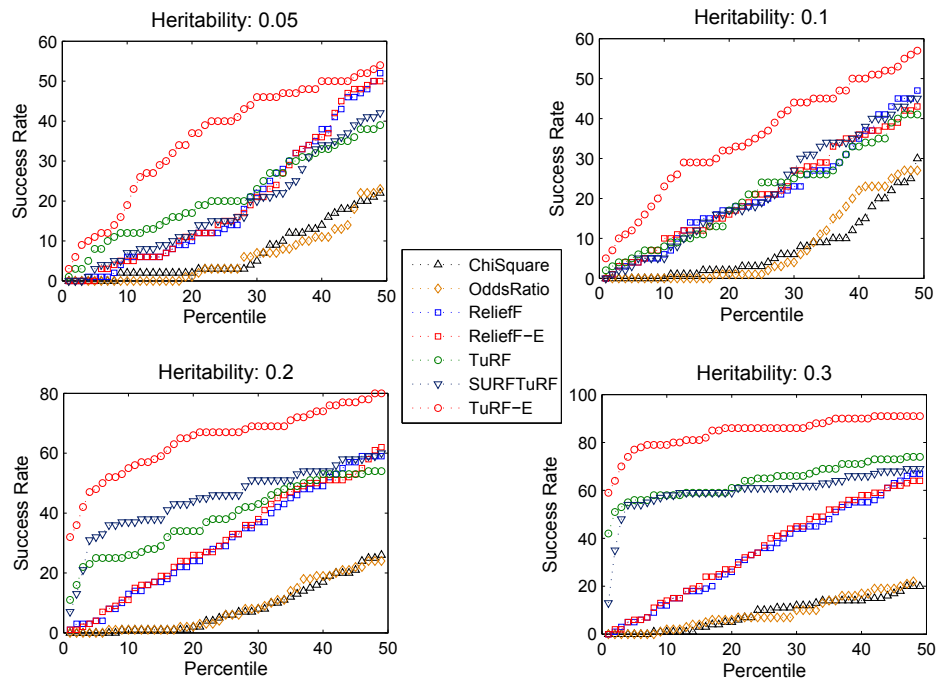 Heritability: 0.05
60
50
40
30
20
10
0
Success Rate
0 10 20 30 40 50
Percentile
Heritability: 0.1
60
50
40
30
20
10
0
Success Rate
0 10 20 30 40 50
Percentile
ChiSquare
OddsRatio
ReliefF
ReliefF−E
TuRF
SURFTuRF
TuRF−E
Heritability: 0.2
80
60
40
20
0
Success Rate
0 10 20 30 40 50
Percentile
Heritability: 0.3
100
80
60
40
20
0
Success Rate
0 10 20 30 40 50
Percentile